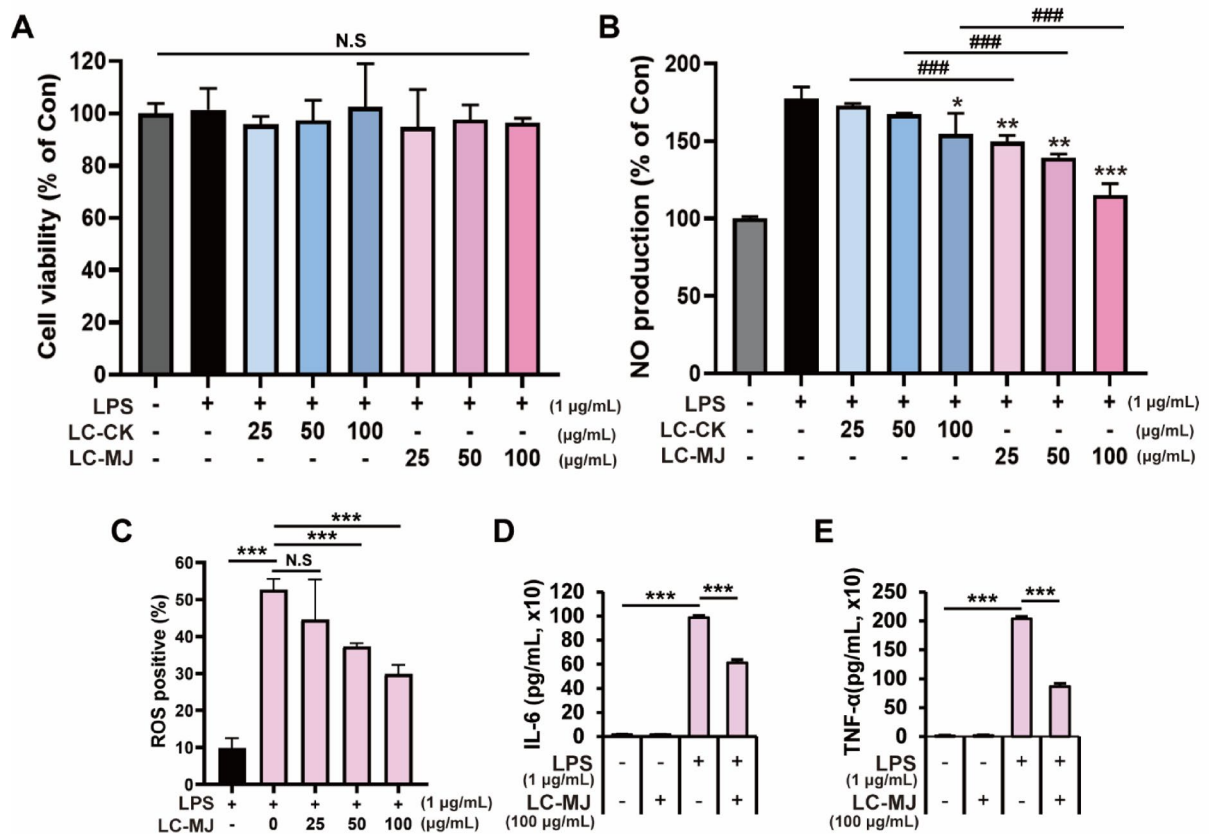 A
N.S
Cell viability (% of Con)
120
100
80
60
40
20
0
LPS - + + + + + + + (1 µg/mL)
LC-CK - - 25 50 100 - - - (µg/mL)
LC-MJ - - - - - 25 50 100 (µg/mL)
B
###
###
###
NO production (% of Con)
200
150
100
50
0
* ** ** ***
LPS - + + + + + + + (1 µg/mL)
LC-CK - - 25 50 100 - - - (µg/mL)
LC-MJ - - - - - 25 50 100 (µg/mL)
C
***
***
*** N.S
ROS positive (%)
60
50
40
30
20
10
0
LPS + + + + + (1 µg/mL)
LC-MJ - 0 25 50 100 (µg/mL)
D
*** ***
IL-6 (pg/mL, x10)
120
100
80
60
40
20
0
LPS - - + +
(1 µg/mL)
LC-MJ - + - +
(100 µg/mL)
E
*** ***
TNF-α(pg/mL, x10)
250
200
150
100
50
0
LPS - - + +
(1 µg/mL)
LC-MJ - + - +
(100 µg/mL)